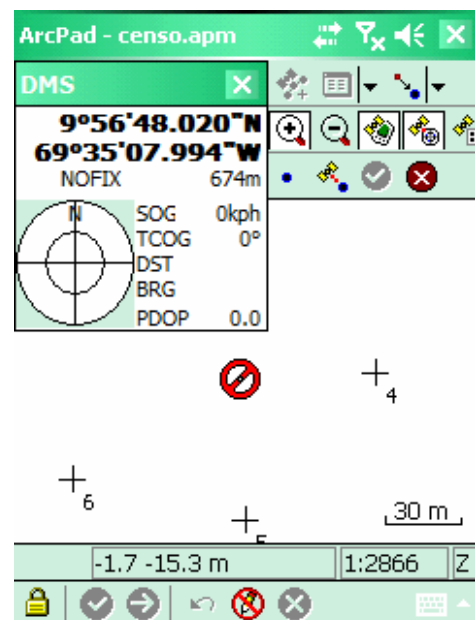 ArcPad - censo.apm
DMS
9°56'48.020"N
69°35'07.994"W
NOFIX 674m
N
SOG 0kph
TCOG 0°
DST
BRG
PDOP 0.0
4
6
5
30 m
-1.7 -15.3 m 1:2866 Z